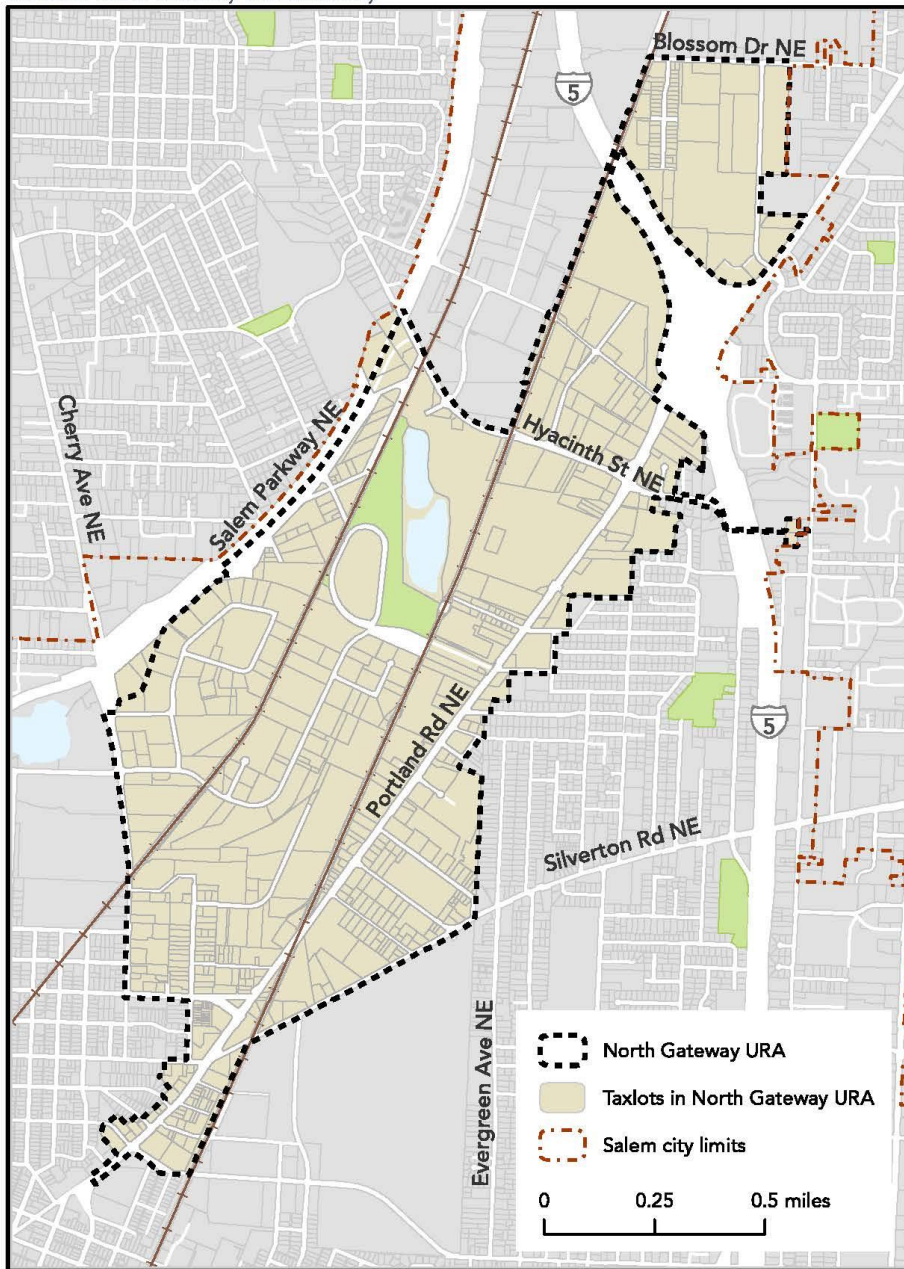 Blossom Dr NE
5
Hyacinth St NE
Salem Parkway NE
Cherry Ave NE
Portland Rd NE
5
Silverton Rd NE
Evergreen Ave NE
North Gateway URA
Taxlots in North Gateway URA
Salem city limits
0 0.25 0.5 miles